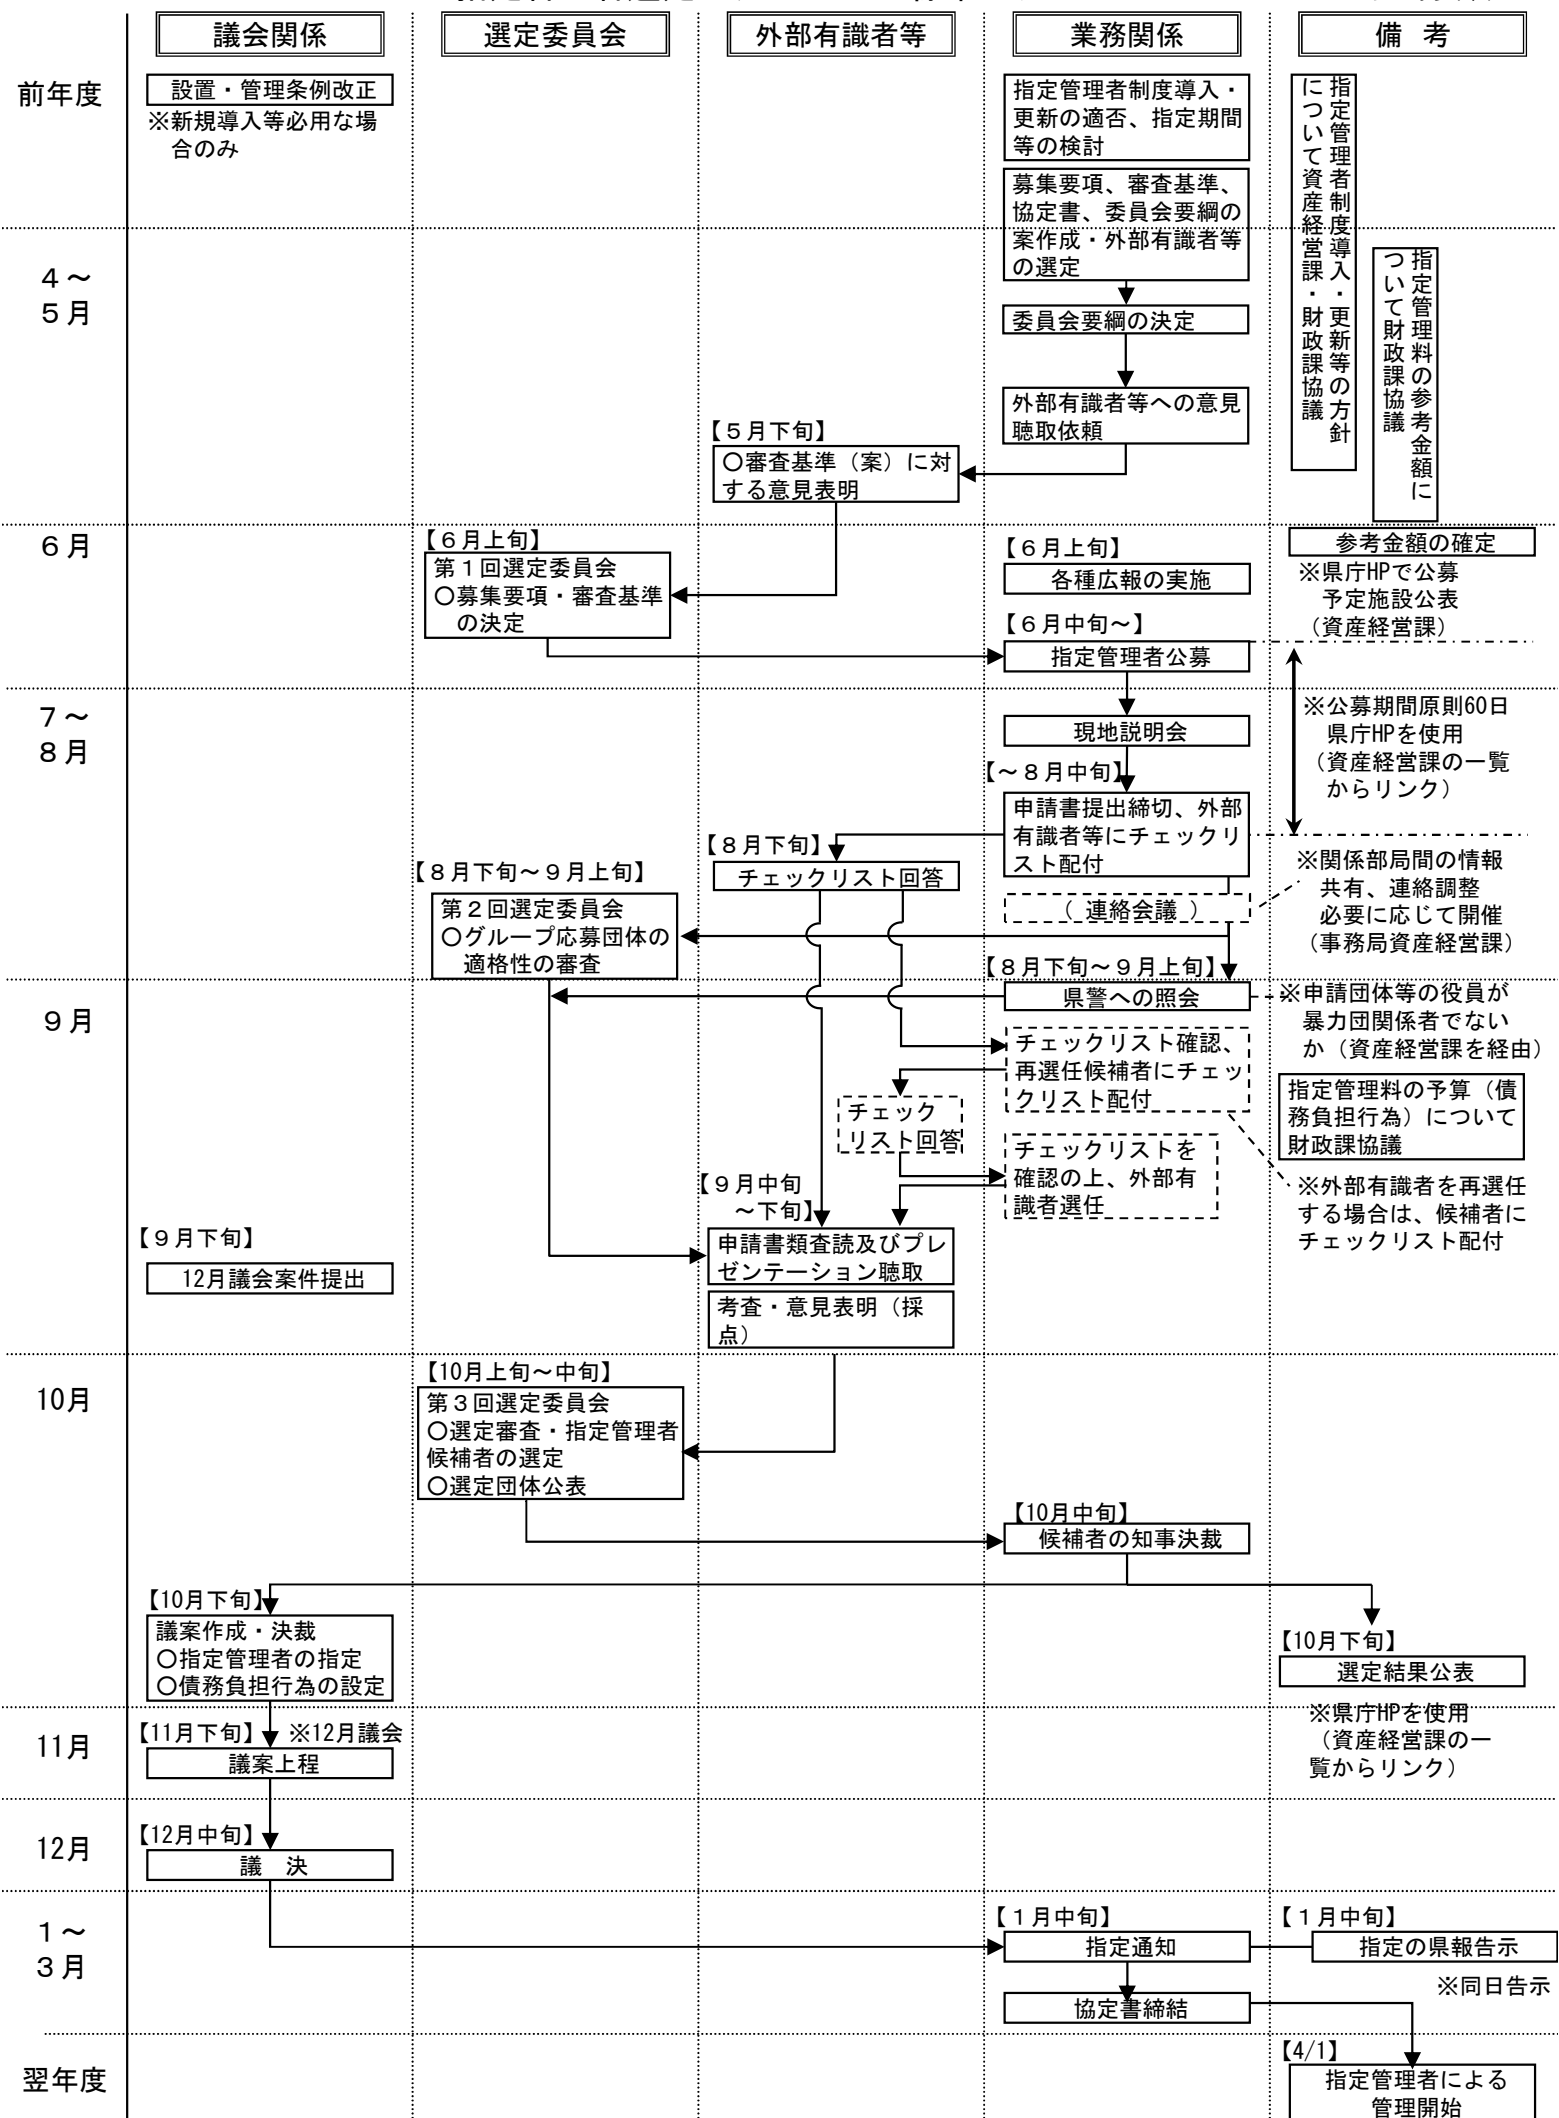 議会関係
選定委員会
外部有識者等
業務関係
備 考
前年度
設置・管理条例改正
※新規導入等必用な場
合のみ
指定管理者制度導入・
更新の適否、指定期間
等の検討
募集要項、審査基準、
協定書、委員会要綱の
案作成・外部有識者等
の選定
指定管理者制度導入・更新等の方針
について資産経営課・財政課協議
指定管理料の参考金額に
ついて財政課協議
４～
５月
委員会要綱の決定
外部有識者等への意見
聴取依頼
【５月下旬】
○審査基準（案）に対
する意見表明
６月
【６月上旬】
第１回選定委員会
○募集要項・審査基準
の決定
【６月上旬】
各種広報の実施
【６月中旬～】
指定管理者公募
参考金額の確定
※県庁HPで公募
予定施設公表
（資産経営課）
７～
８月
現地説明会
【～８月中旬】
申請書提出締切、外部
有識者等にチェックリ
スト配付
※公募期間原則60日
県庁HPを使用
（資産経営課の一覧
からリンク）
【８月下旬】
チェックリスト回答
【８月下旬～９月上旬】
第２回選定委員会
○グループ応募団体の
適格性の審査
（ 連絡会議 ）
※関係部局間の情報
共有、連絡調整
必要に応じて開催
（事務局資産経営課）
【８月下旬～９月上旬】
県警への照会
９月
※申請団体等の役員が
暴力団関係者でない
か（資産経営課を経由）
チェックリスト確認、
再選任候補者にチェッ
クリスト配付
チェック
リスト回答
指定管理料の予算（債
務負担行為）について
財政課協議
チェックリストを
確認の上、外部有
識者選任
※外部有識者を再選任
する場合は、候補者に
チェックリスト配付
【９月中旬
～下旬】
申請書類査読及びプレ
ゼンテーション聴取
考査・意見表明（採
点）
【９月下旬】
12月議会案件提出
10月
【10月上旬～中旬】
第３回選定委員会
○選定審査・指定管理者
候補者の選定
○選定団体公表
【10月中旬】
候補者の知事決裁
【10月下旬】
議案作成・決裁
○指定管理者の指定
○債務負担行為の設定
【10月下旬】
選定結果公表
※県庁HPを使用
（資産経営課の一
覧からリンク）
11月
【11月下旬】 ※12月議会
議案上程
12月
【12月中旬】
議 決
１～
３月
【１月中旬】
指定通知
【１月中旬】
指定の県報告示
※同日告示
協定書締結
翌年度
【4/1】
指定管理者による
管理開始